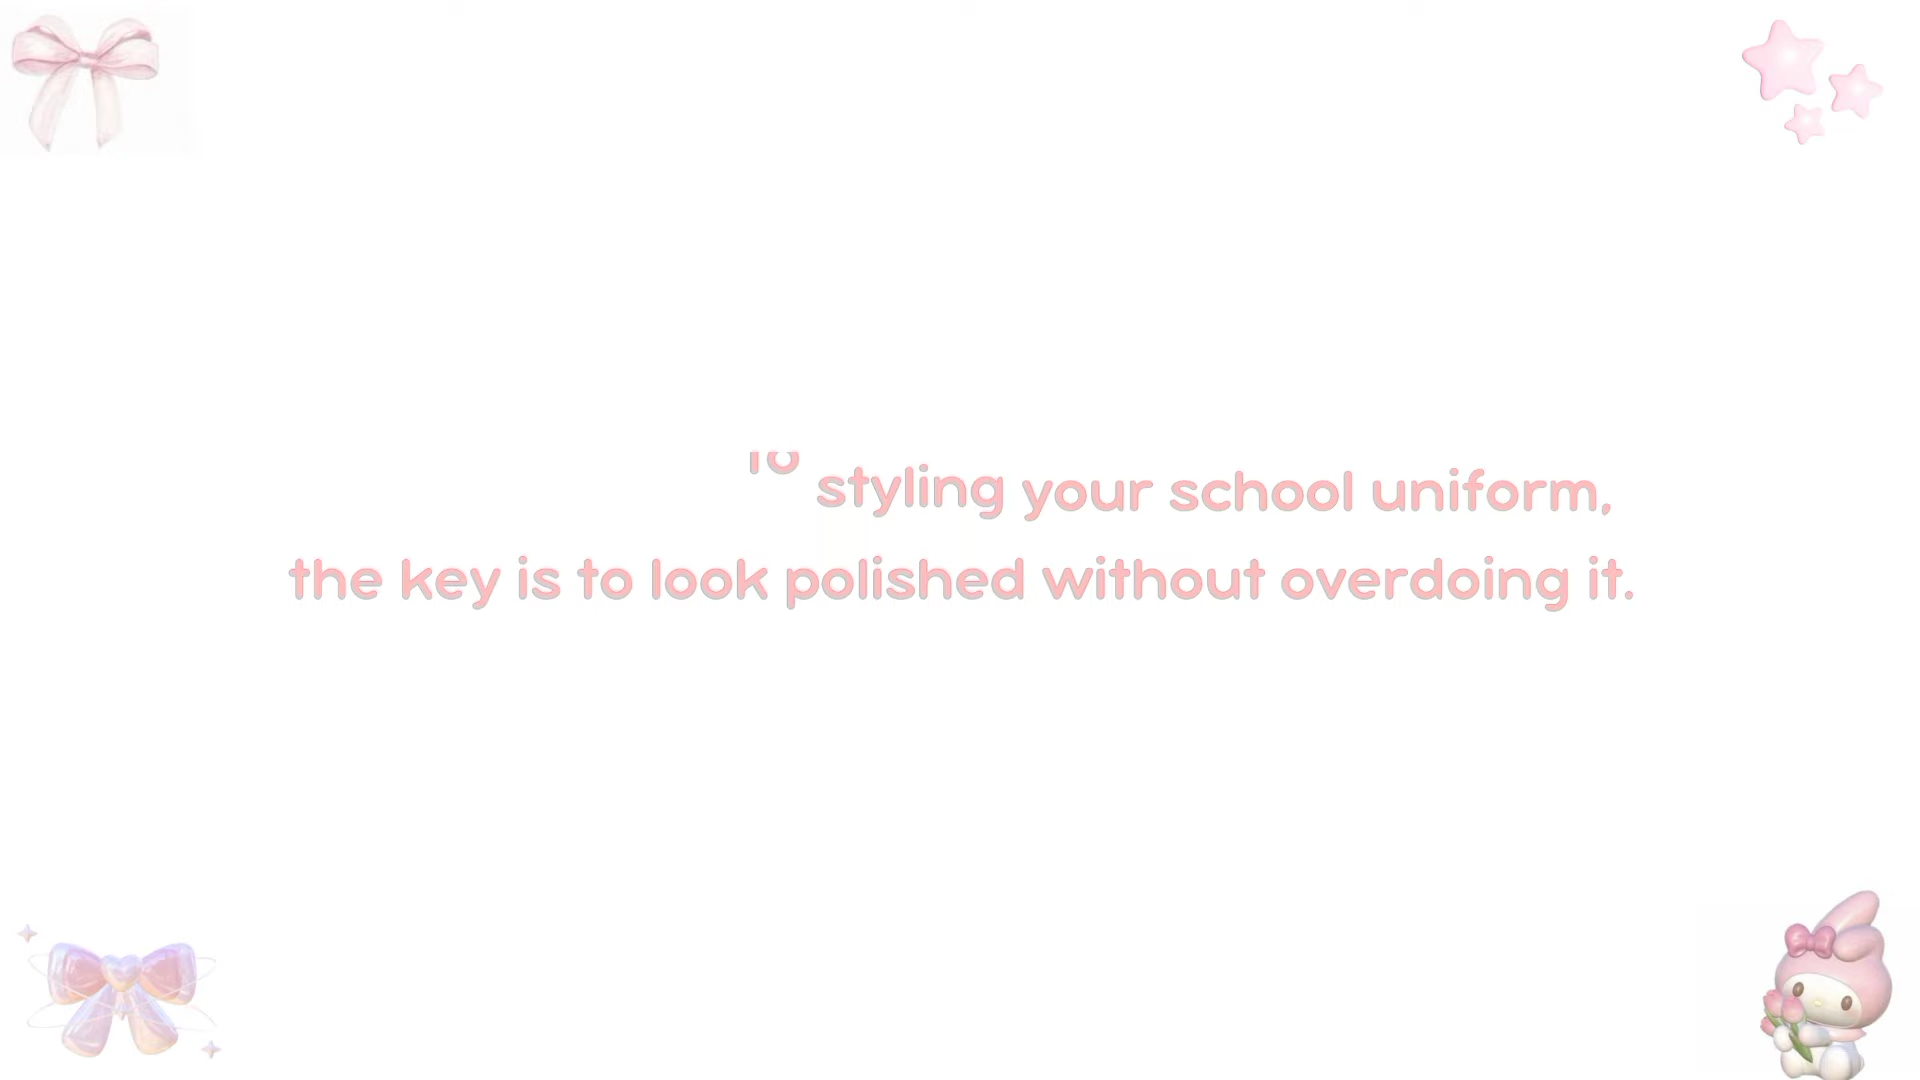 styling your school uniform,
the key is to look polished without overdoing it.